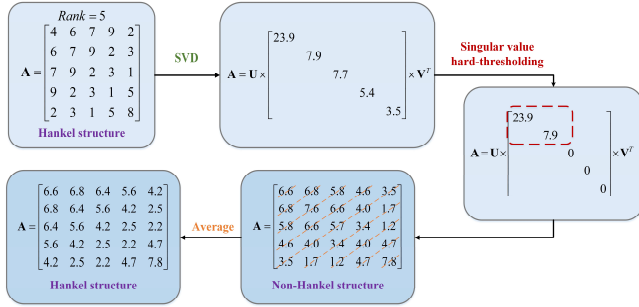 Rank = 5
A =
4 6 7 9 2
6 7 9 2 3
7 9 2 3 1
9 2 3 1 5
2 3 1 5 8
Hankel structure
SVD
A = U ×
23.9
7.9
7.7
5.4
3.5
× V^T
Singular value
hard-thresholding
A = U ×
23.9
7.9
0
0
0
× V^T
A =
6.6 6.8 6.4 5.6 4.2
6.8 6.4 5.6 4.2 2.5
6.4 5.6 4.2 2.5 2.2
5.6 4.2 2.5 2.2 4.7
4.2 2.5 2.2 4.7 7.8
Hankel structure
Average
A =
6.6 6.8 5.8 4.6 3.5
6.8 7.6 6.6 4.0 1.7
5.8 6.6 5.7 3.4 1.2
4.6 4.0 3.4 4.0 4.7
3.5 1.7 1.2 4.7 7.8
Non-Hankel structure